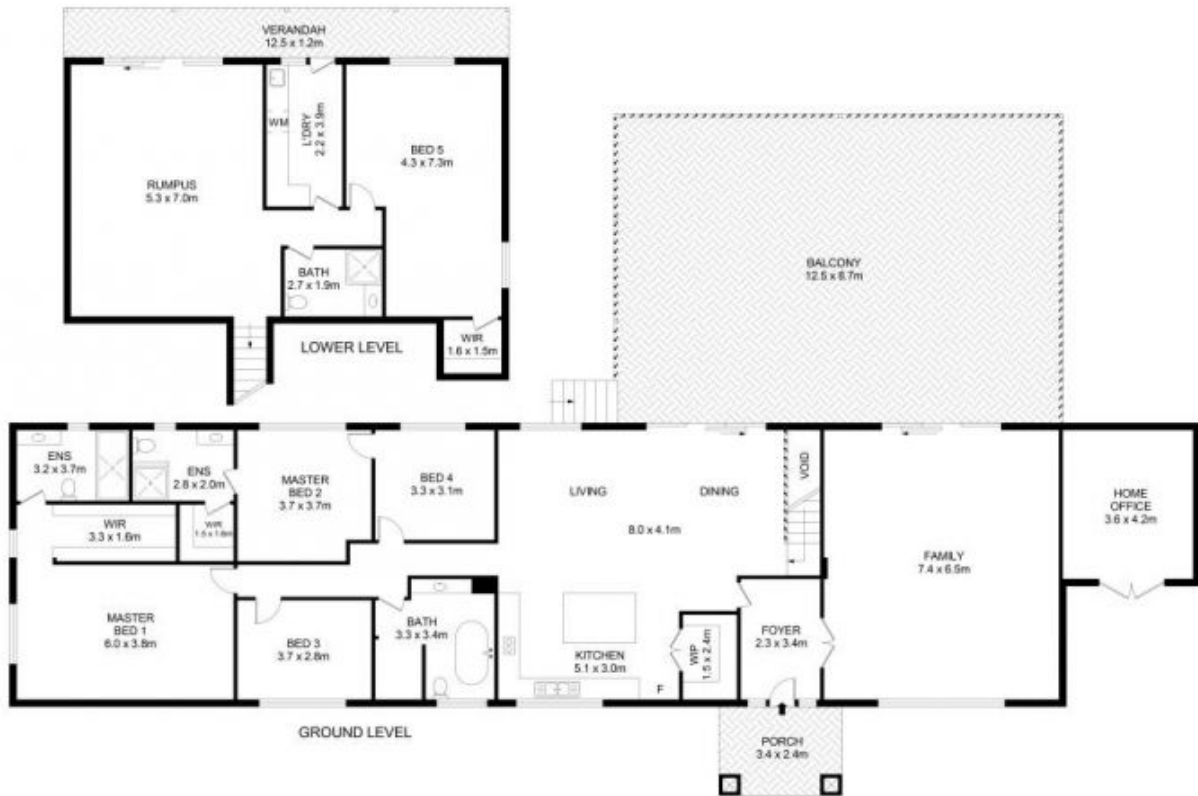 VERANDAH
12.5 x 1.2m
WM
L'DRY
2.2 x 3.9m
BED 5
4.3 x 7.3m
RUMPUS
5.3 x 7.0m
BATH
2.7 x 1.9m
WIR
1.6 x 1.5m
LOWER LEVEL
BALCONY
12.5 x 8.7m
ENS
3.2 x 3.7m
ENS
2.8 x 2.0m
MASTER
BED 2
3.7 x 3.7m
BED 4
3.3 x 3.1m
LIVING
DINING
8.0 x 4.1m
VOID
HOME
OFFICE
3.6 x 4.2m
WIR
3.3 x 1.6m
WIR
1.5 x 1.6m
FAMILY
7.4 x 6.5m
MASTER
BED 1
6.0 x 3.8m
BED 3
3.7 x 2.8m
BATH
3.3 x 3.4m
KITCHEN
5.1 x 3.0m
F
WIP
1.5 x 2.4m
FOYER
2.3 x 3.4m
GROUND LEVEL
PORCH
3.4 x 2.4m